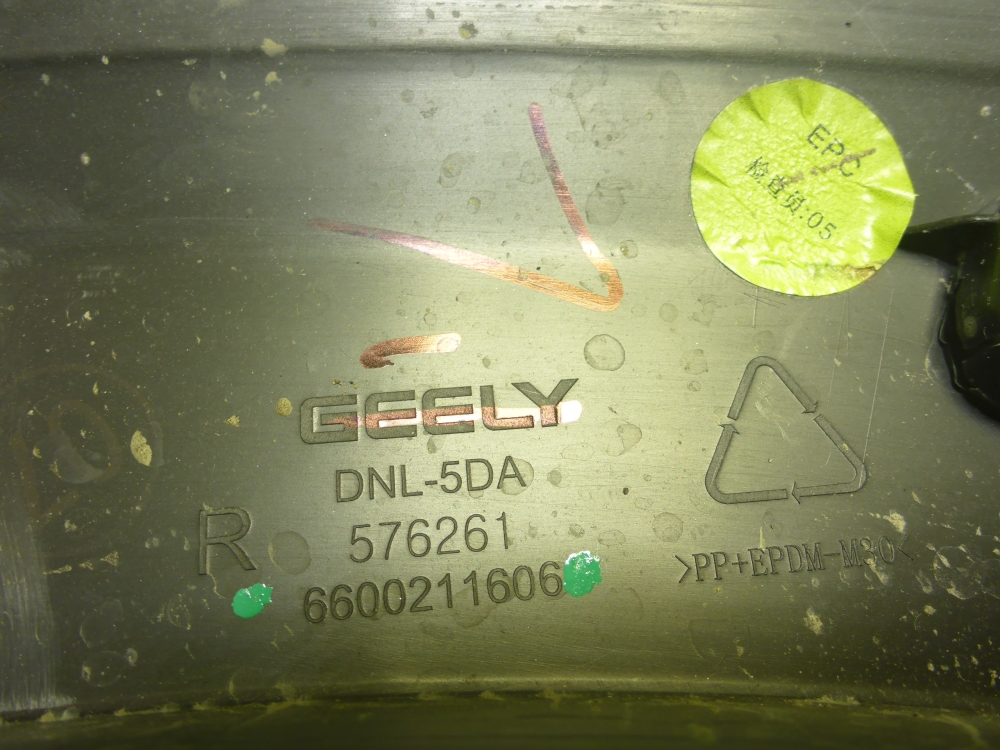 EPC
检查员:05
GEELY
DNL-5DA
R
576261
6600211606
>PP+EPDM-M30<